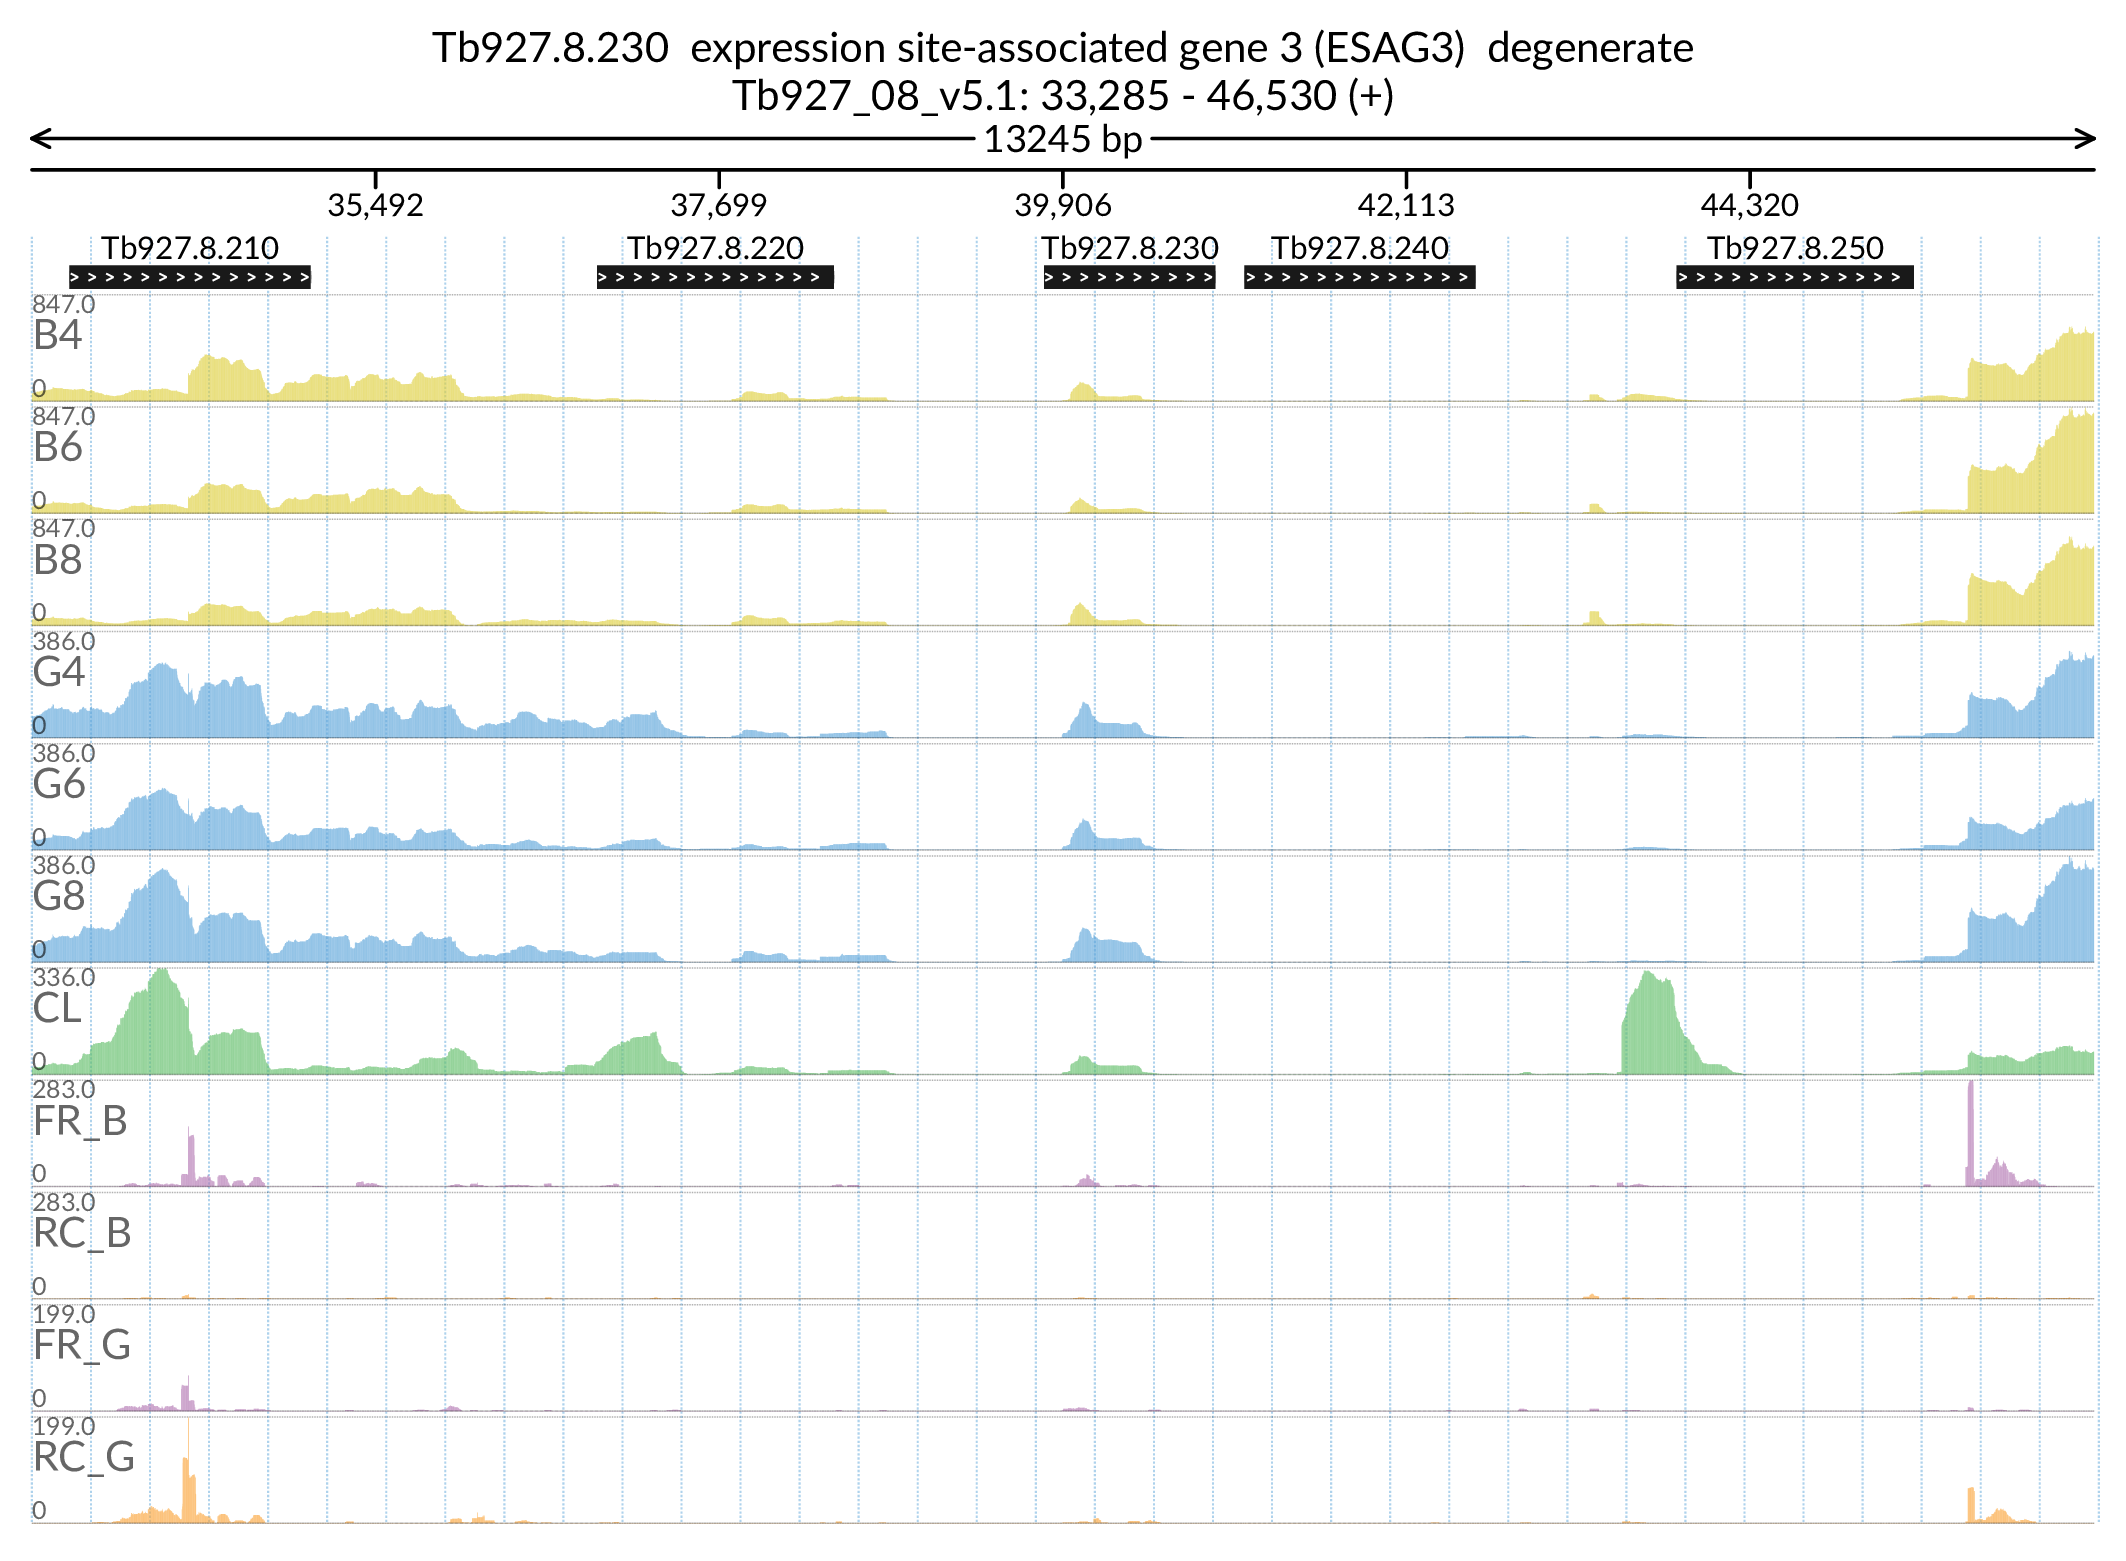 Tb927.8.230  expression site-associated gene 3 (ESAG3)  degenerate
Tb927_08_v5.1: 33,285 - 46,530 (+)
13245 bp
35,492 37,699 39,906 42,113 44,320
Tb927.8.210 Tb927.8.220 Tb927.8.230 Tb927.8.240 Tb927.8.250
847.0
B4
0
847.0
B6
0
847.0
B8
0
386.0
G4
0
386.0
G6
0
386.0
G8
0
336.0
CL
0
283.0
FR_B
0
283.0
RC_B
0
199.0
FR_G
0
199.0
RC_G
0